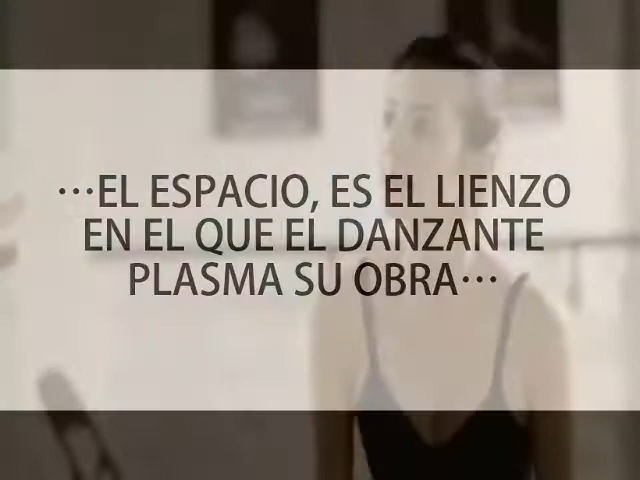 …EL ESPACIO, ES EL LIENZO
EN EL QUE EL DANZANTE
PLASMA SU OBRA…